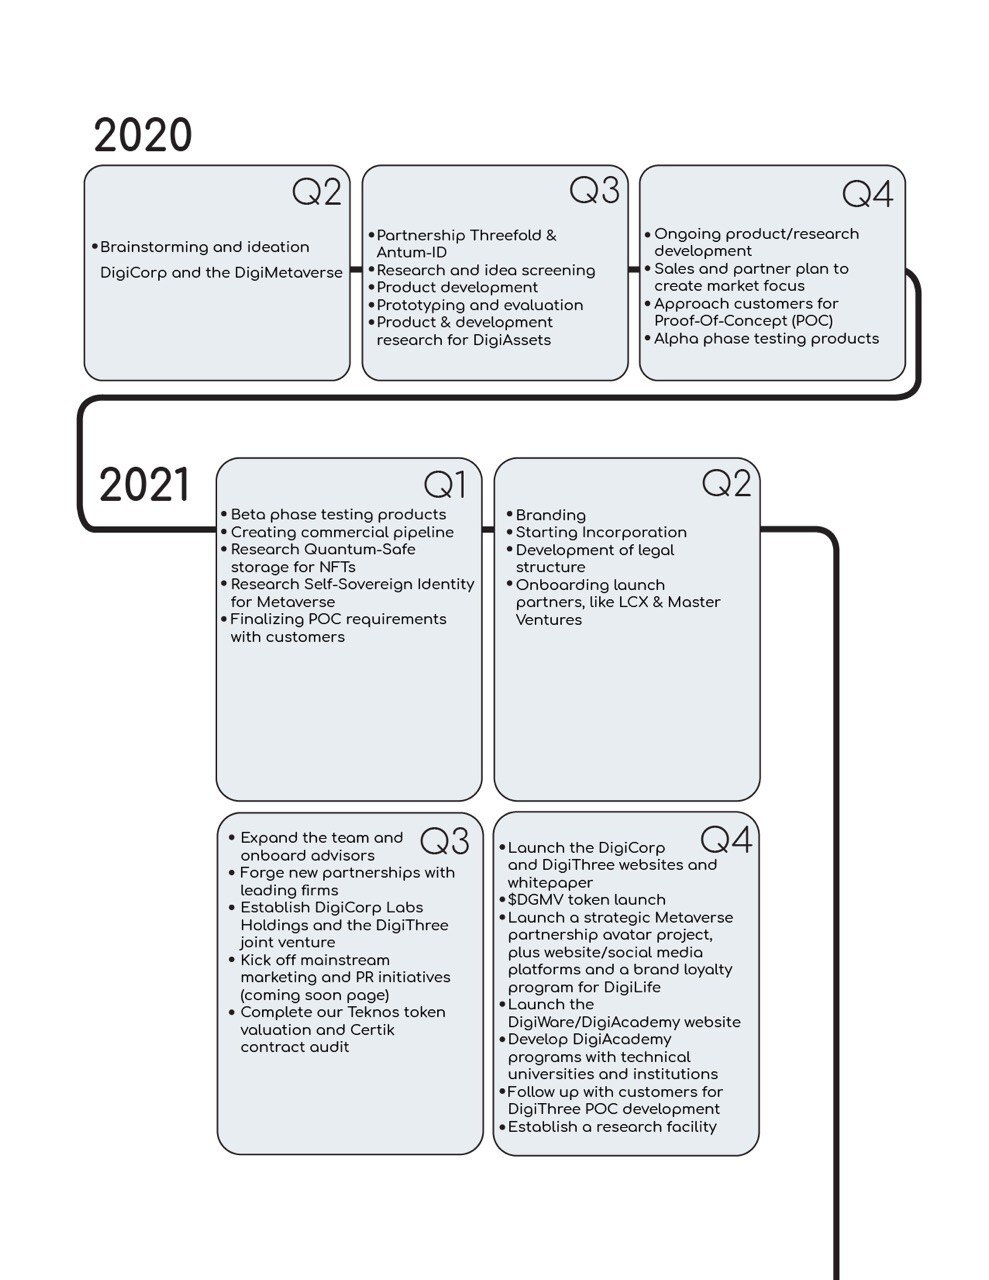 2020
Q2
•Brainstorming and ideation
DigiCorp and the DigiMetaverse
Q3
•Partnership Threefold &
Antum-ID
•Research and idea screening
•Product development
•Prototyping and evaluation
•Product & development
research for DigiAssets
Q4
•Ongoing product/research
development
•Sales and partner plan to
create market focus
•Approach customers for
Proof-Of-Concept (POC)
•Alpha phase testing products
2021
Q1
•Beta phase testing products
•Creating commercial pipeline
•Research Quantum-Safe
storage for NFTs
•Research Self-Sovereign Identity
for Metaverse
•Finalizing POC requirements
with customers
Q2
•Branding
•Starting Incorporation
•Development of legal
structure
•Onboarding launch
partners, like LCX & Master
Ventures
Q3
• Expand the team and
onboard advisors
• Forge new partnerships with
leading firms
• Establish DigiCorp Labs
Holdings and the DigiThree
joint venture
• Kick off mainstream
marketing and PR initiatives
(coming soon page)
• Complete our Teknos token
valuation and Certik
contract audit
Q4
•Launch the DigiCorp
and DigiThree websites and
whitepaper
•$DGMV token launch
•Launch a strategic Metaverse
partnership avatar project,
plus website/social media
platforms and a brand loyalty
program for DigiLife
•Launch the
DigiWare/DigiAcademy website
•Develop DigiAcademy
programs with technical
universities and institutions
•Follow up with customers for
DigiThree POC development
•Establish a research facility